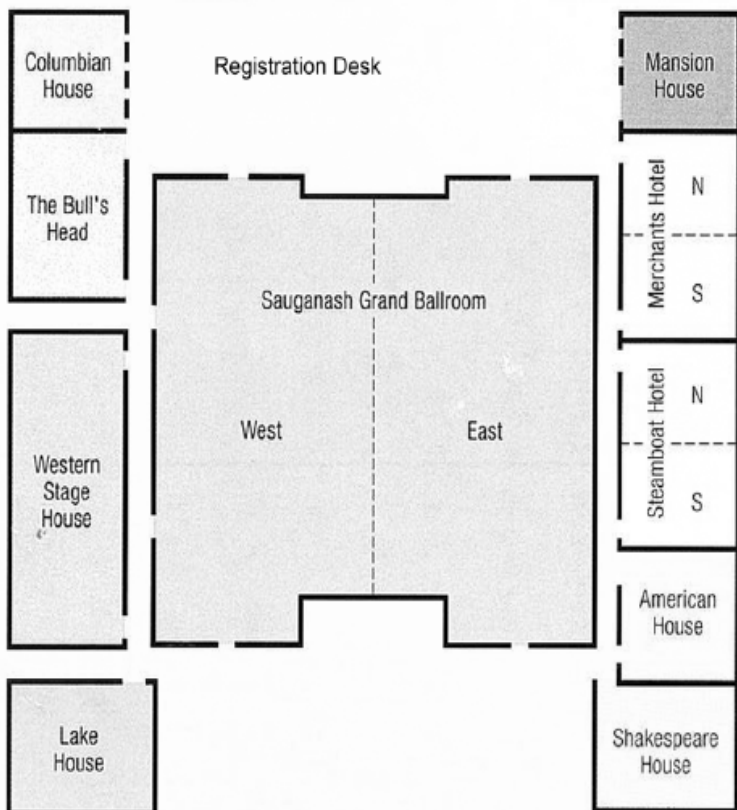 Columbian
House
Registration Desk
Mansion
House
The Bull's
Head
Merchants Hotel
N
S
Sauganash Grand Ballroom
West
East
Western
Stage
House
Steamboat Hotel
N
S
American
House
Lake
House
Shakespeare
House